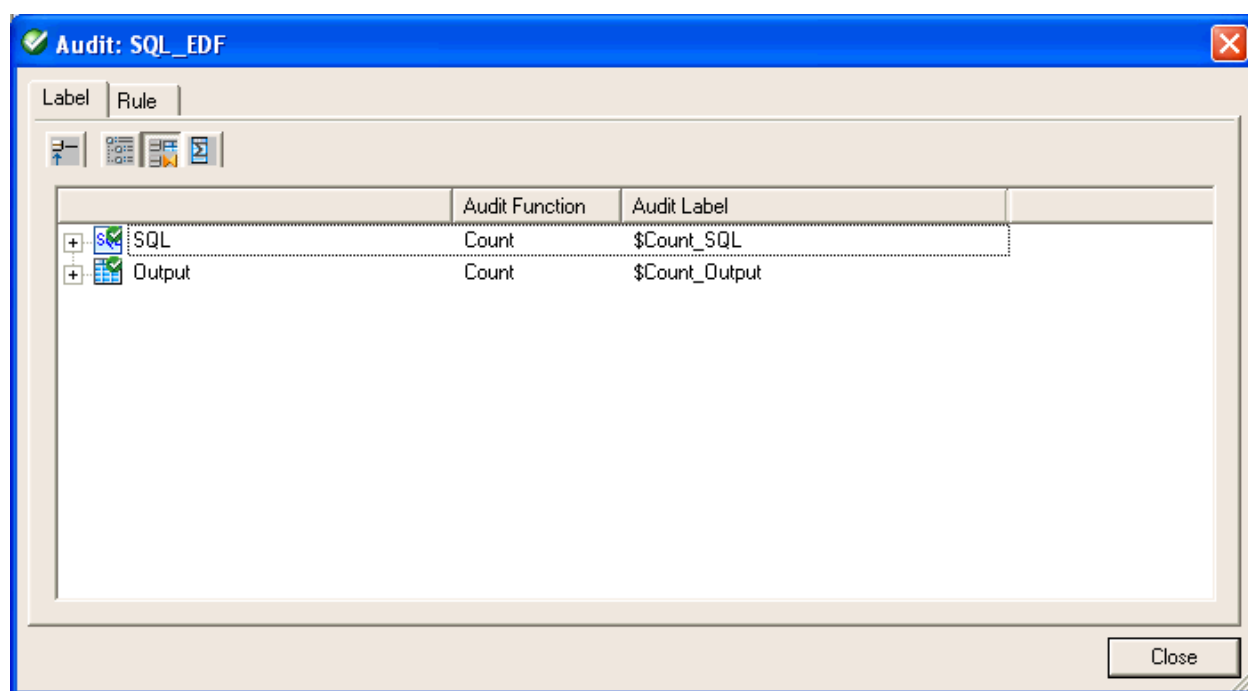 Audit: SQL_EDF
Label Rule
Audit Function Audit Label
SQL Count $Count_SQL
Output Count $Count_Output
Close